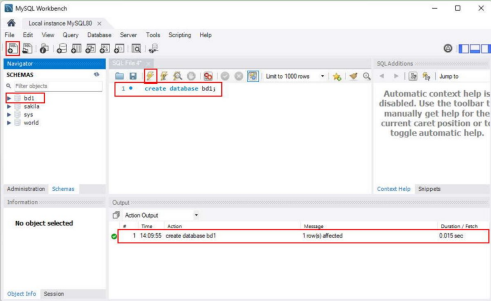 MySQL Workbench
Local instance MySQL80 ×
File Edit View Query Database Server Tools Scripting Help
Navigator
SCHEMAS
Filter objects
bd1
sakila
sys
world
Administration Schemas
Information
No object selected
Object Info Session
SQL File 4* ×
Limit to 1000 rows
1 create database bd1;
SQLAdditions
Jump to
Automatic context help is
disabled. Use the toolbar t
manually get help for the
current caret position or to
toggle automatic help.
Context Help Snippets
Output
Action Output
# Time Action Message Duration / Fetch
1 14:09:55 create database bd1 1 row(s) affected 0.015 sec